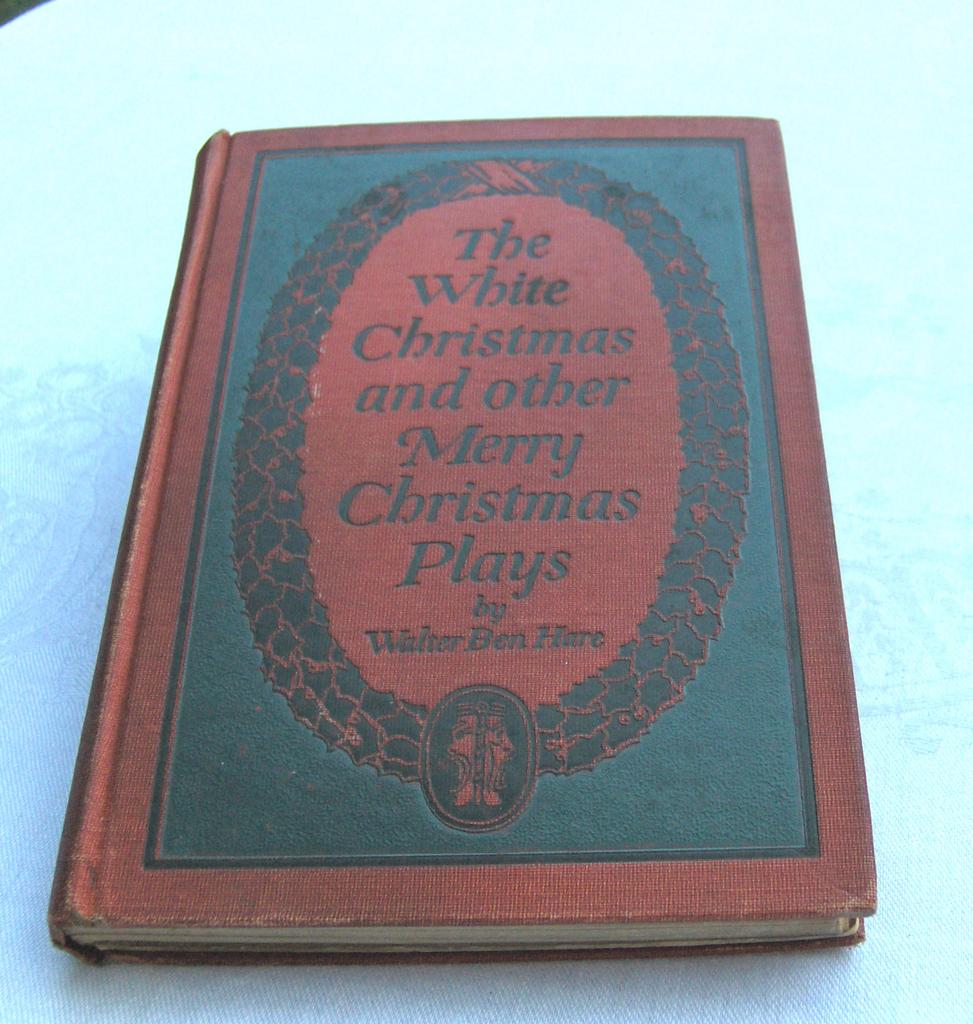 The
White
Christmas
and other
Merry
Christmas
Plays
by
Walter Ben Hare